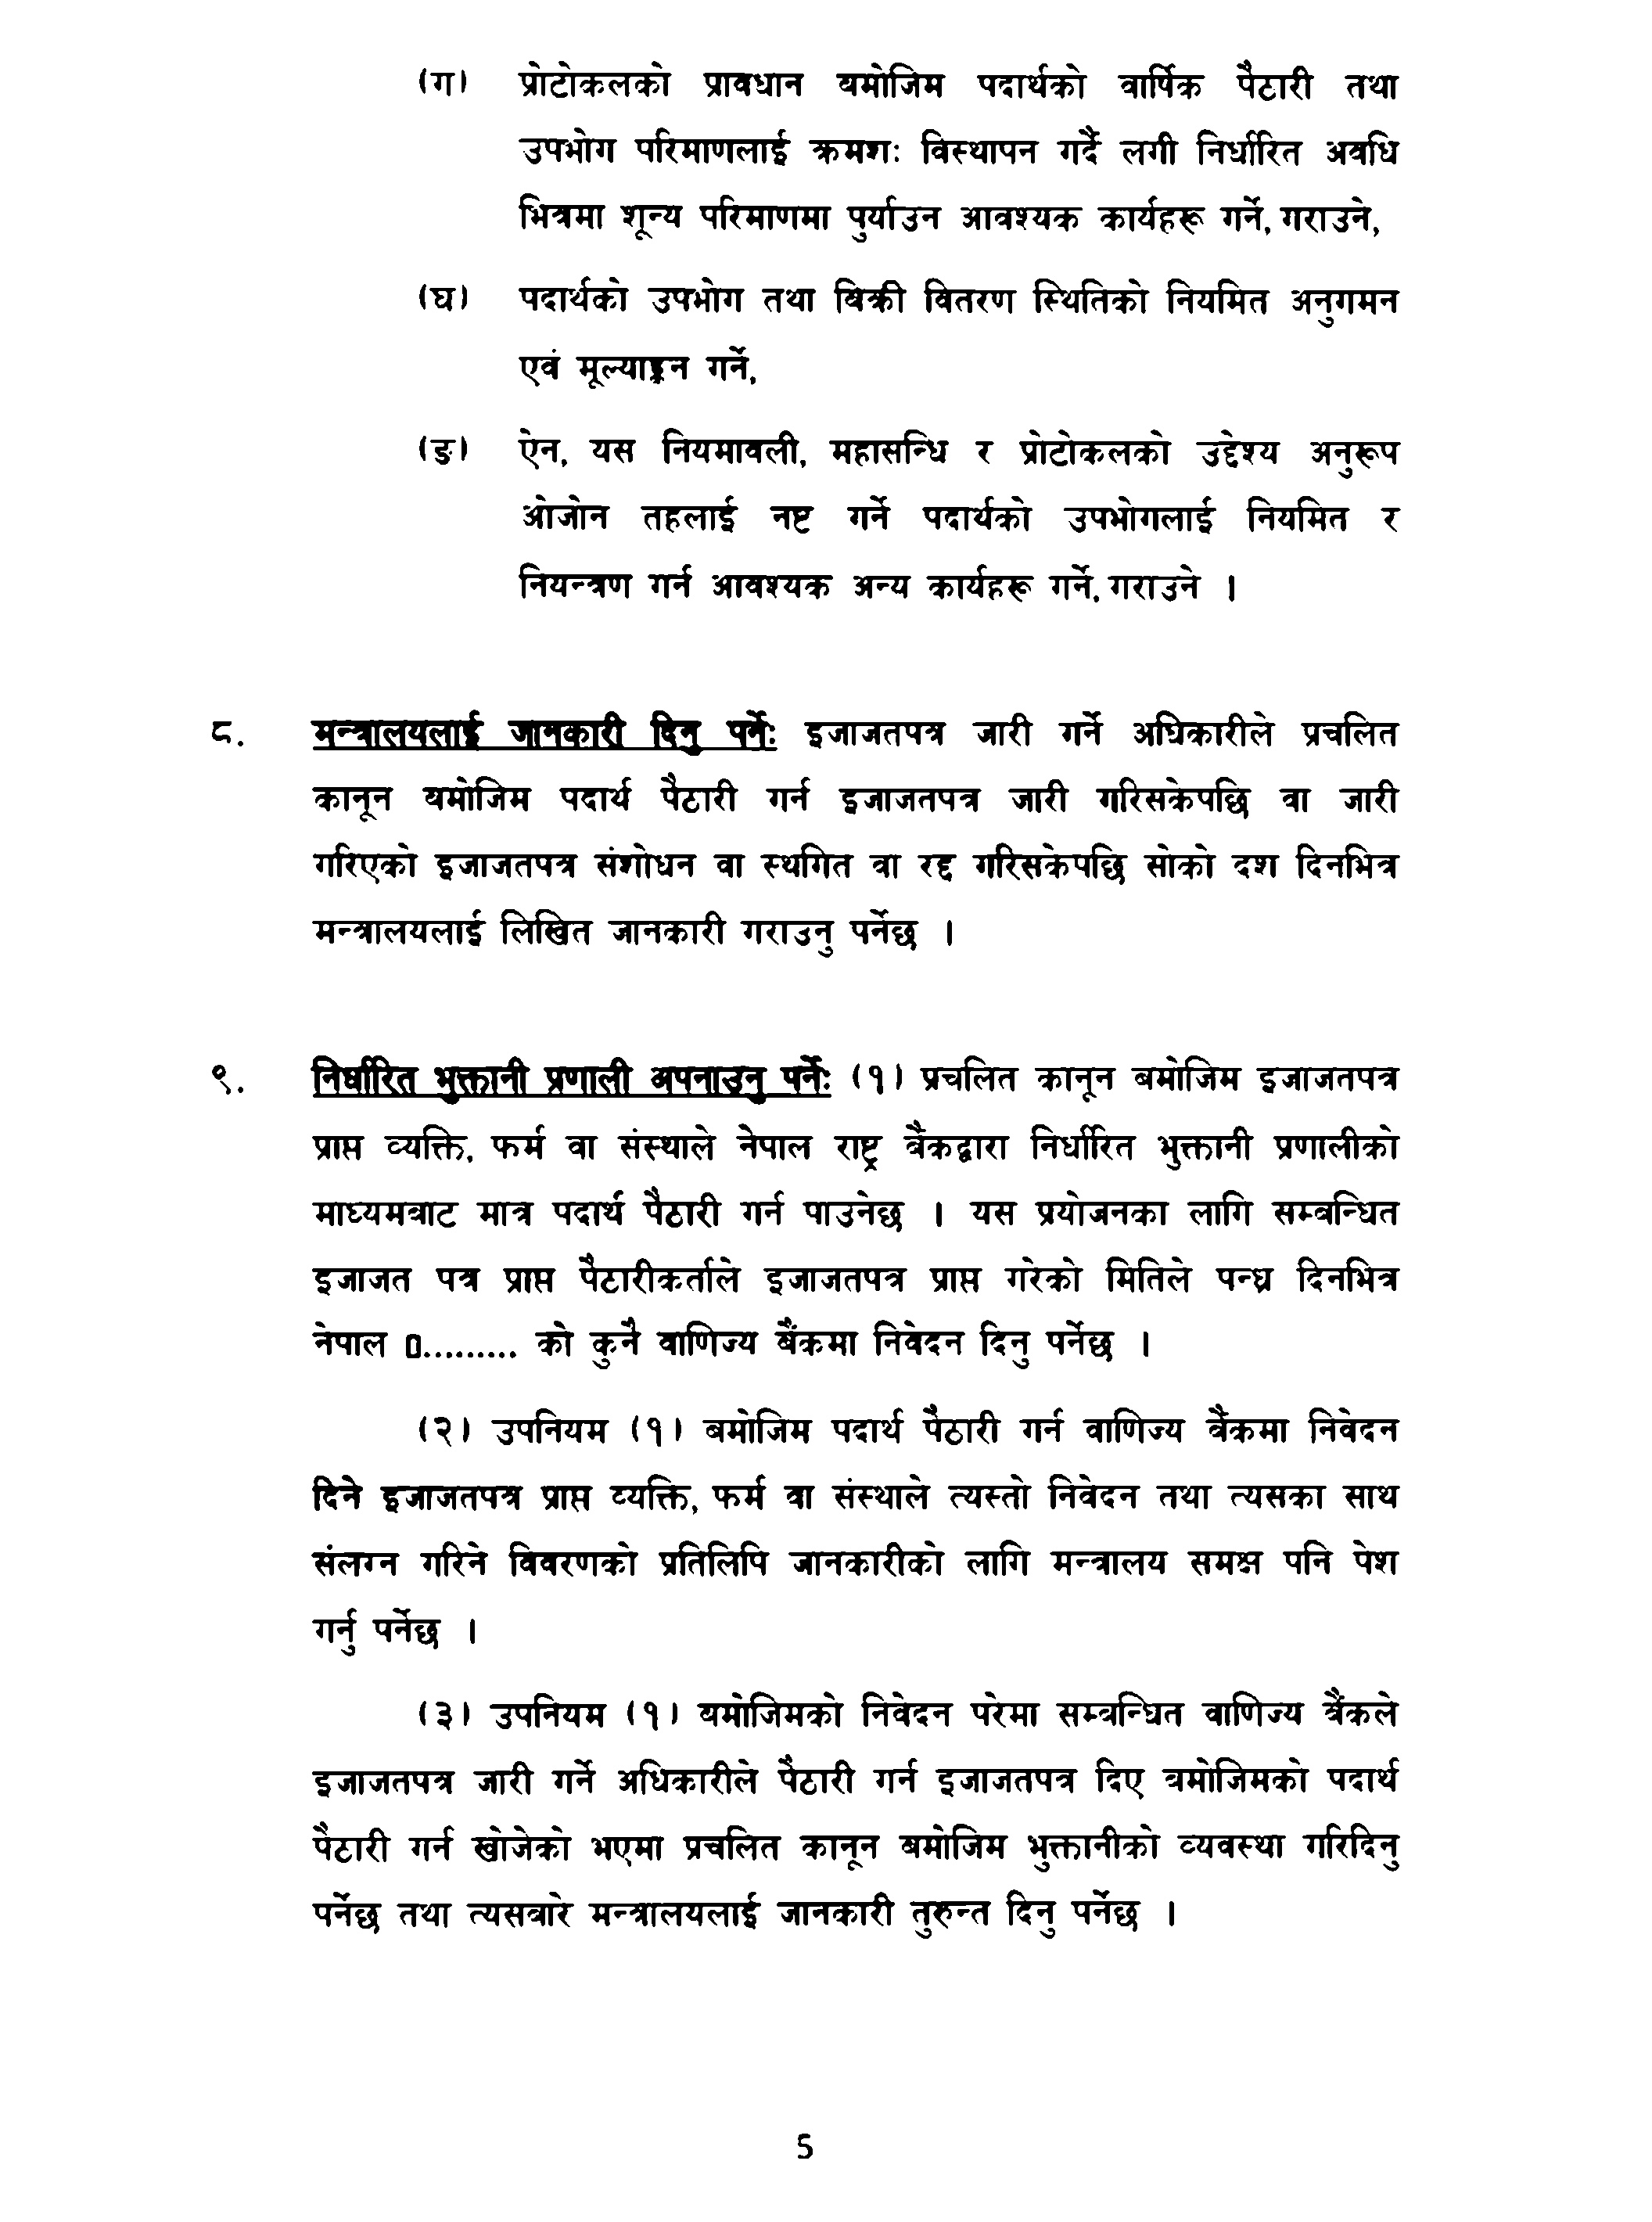 (ग) प्रोटोकलको प्रावधान बमोजिम पदार्थको वार्षिक पैठारी तथा
उपभोग परिमाणलाई क्रमशः विस्थापन गर्दै लगी निर्धारित अवधि
भित्रमा शून्य परिमाणमा पुर्याउन आवश्यक कार्यहरू गर्ने, गराउने,
(घ) पदार्थको उपभोग तथा बिक्री वितरण स्थितिको नियमित अनुगमन
एवं मूल्याङ्कन गर्ने,
(ङ) ऐन, यस नियमावली, महासन्धि र प्रोटोकलको उद्देश्य अनुरूप
ओजोन तहलाई नष्ट गर्ने पदार्थको उपभोगलाई नियमित र
नियन्त्रण गर्न आवश्यक अन्य कार्यहरू गर्ने, गराउने ।
८. मन्त्रालयलाई जानकारी दिनु पर्नेः इजाजतपत्र जारी गर्ने अधिकारीले प्रचलित
कानून बमोजिम पदार्थ पैठारी गर्न इजाजतपत्र जारी गरिसकेपछि वा जारी
गरिएको इजाजतपत्र संशोधन वा स्थगित वा रद्द गरिसकेपछि सोको दश दिनभित्र
मन्त्रालयलाई लिखित जानकारी गराउनु पर्नेछ ।
९. निर्धारित भुक्तानी प्रणाली अपनाउनु पर्नेः (१) प्रचलित कानून बमोजिम इजाजतपत्र
प्राप्त व्यक्ति, फर्म वा संस्थाले नेपाल राष्ट्र बैंकद्वारा निर्धारित भुक्तानी प्रणालीको
माध्यमबाट मात्र पदार्थ पैठारी गर्न पाउनेछ । यस प्रयोजनका लागि सम्बन्धित
इजाजत पत्र प्राप्त पैठारीकर्ताले इजाजतपत्र प्राप्त गरेको मितिले पन्ध्र दिनभित्र
नेपाल ▯......... को कुनै वाणिज्य बैंकमा निवेदन दिनु पर्नेछ ।
(२) उपनियम (१) बमोजिम पदार्थ पैठारी गर्न वाणिज्य बैंकमा निवेदन
दिने इजाजतपत्र प्राप्त व्यक्ति, फर्म वा संस्थाले त्यस्तो निवेदन तथा त्यसका साथ
संलग्न गरिने विवरणको प्रतिलिपि जानकारीको लागि मन्त्रालय समक्ष पनि पेश
गर्नु पर्नेछ ।
(३) उपनियम (१) बमोजिमको निवेदन परेमा सम्बन्धित वाणिज्य बैंकले
इजाजतपत्र जारी गर्ने अधिकारीले पैठारी गर्न इजाजतपत्र दिए बमोजिमको पदार्थ
पैठारी गर्न खोजेको भएमा प्रचलित कानून बमोजिम भुक्तानीको व्यवस्था गरिदिनु
पर्नेछ तथा त्यसबारे मन्त्रालयलाई जानकारी तुरुन्त दिनु पर्नेछ ।
5